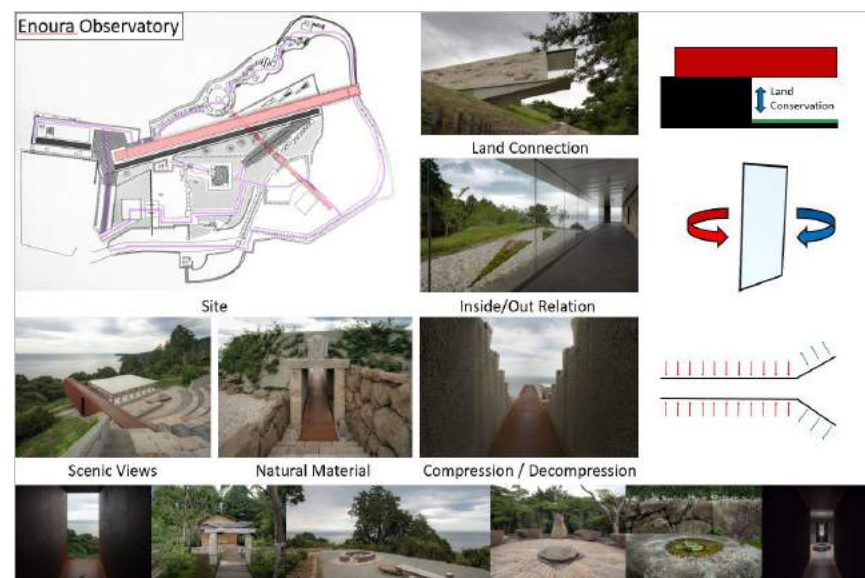 Enoura Observatory
Land
Conservation
Land Connection
Site
Inside/Out Relation
Scenic Views
Natural Material
Compression / Decompression